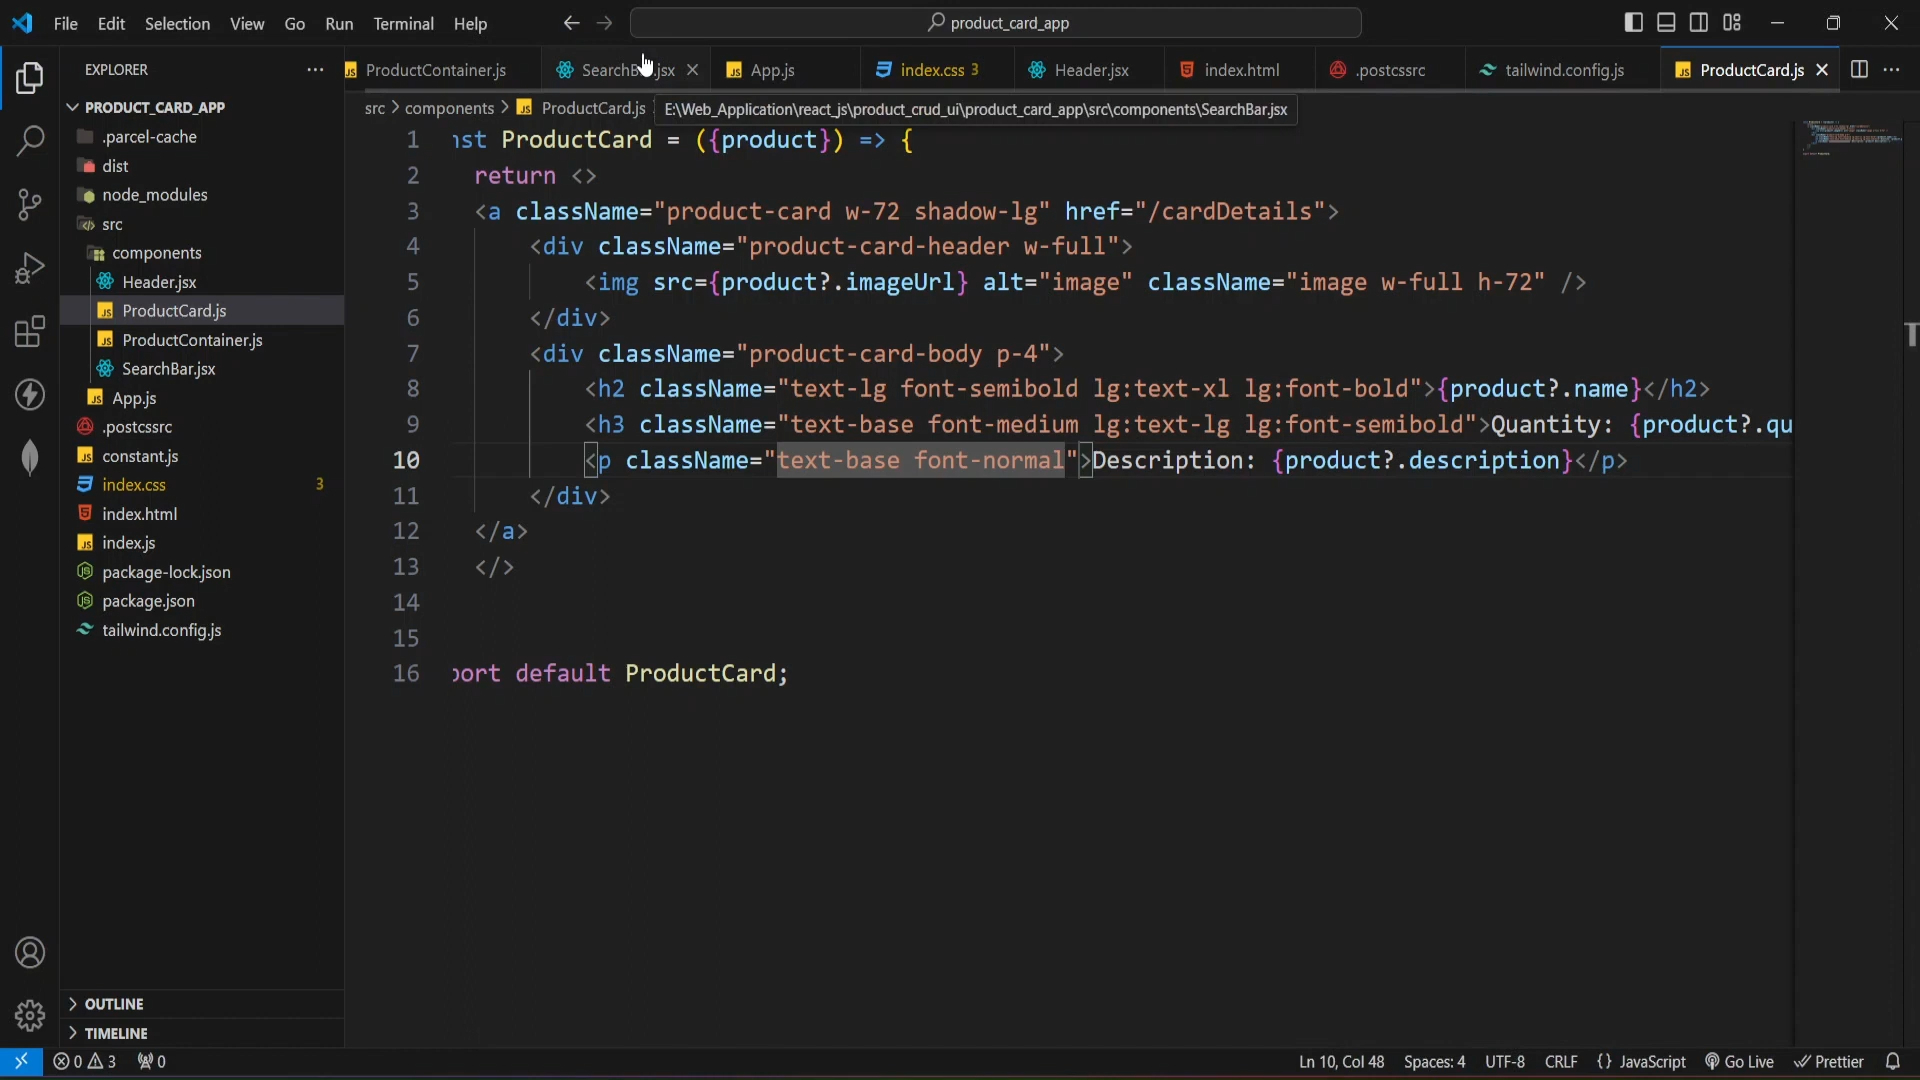 File Edit Selection View Go Run Terminal Help
product_card_app
EXPLORER
ProductContainer.js
SearchB
.jsx
App.js
index.css 3
Header.jsx
index.html
.postcssrc
tailwind.config.js
ProductCard.js
src > components > ProductCard.js
E:\Web_Application\react_js\product_crud_ui\product_card_app\src\components\SearchBar.jsx
PRODUCT_CARD_APP
.parcel-cache
dist
node_modules
src
components
Header.jsx
ProductCard.js
ProductContainer.js
SearchBar.jsx
App.js
.postcssrc
constant.js
index.css 3
index.html
index.js
package-lock.json
package.json
tailwind.config.js
OUTLINE
TIMELINE
1 nst ProductCard = ({product}) => {
2 return <>
3 <a className="product-card w-72 shadow-lg" href="/cardDetails">
4 <div className="product-card-header w-full">
5 <img src={product?.imageUrl} alt="image" className="image w-full h-72" />
6 </div>
7 <div className="product-card-body p-4">
8 <h2 className="text-lg font-semibold lg:text-xl lg:font-bold">{product?.name}</h2>
9 <h3 className="text-base font-medium lg:text-lg lg:font-semibold">Quantity: {product?.qu
10 <p className="text-base font-normal">Description: {product?.description}</p>
11 </div>
12 </a>
13 </>
14
15
16 port default ProductCard;
0 3 0
Ln 10, Col 48 Spaces: 4 UTF-8 CRLF {} JavaScript Go Live Prettier